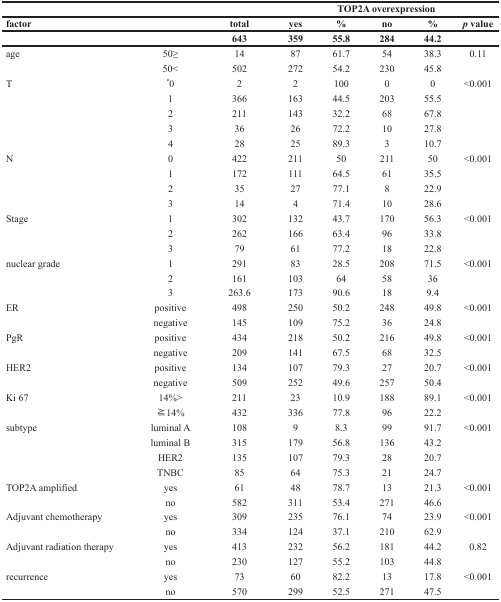 TOP2A overexpression
factor total yes % no % p value
643 359 55.8 284 44.2
age 50≥ 14 87 61.7 54 38.3 0.11
50< 502 272 54.2 230 45.8
T *0 2 2 100 0 0 <0.001
1 366 163 44.5 203 55.5
2 211 143 32.2 68 67.8
3 36 26 72.2 10 27.8
4 28 25 89.3 3 10.7
N 0 422 211 50 211 50 <0.001
1 172 111 64.5 61 35.5
2 35 27 77.1 8 22.9
3 14 4 71.4 10 28.6
Stage 1 302 132 43.7 170 56.3 <0.001
2 262 166 63.4 96 33.8
3 79 61 77.2 18 22.8
nuclear grade 1 291 83 28.5 208 71.5 <0.001
2 161 103 64 58 36
3 263.6 173 90.6 18 9.4
ER positive 498 250 50.2 248 49.8 <0.001
negative 145 109 75.2 36 24.8
PgR positive 434 218 50.2 216 49.8 <0.001
negative 209 141 67.5 68 32.5
HER2 positive 134 107 79.3 27 20.7 <0.001
negative 509 252 49.6 257 50.4
Ki 67 14%> 211 23 10.9 188 89.1 <0.001
≧14% 432 336 77.8 96 22.2
subtype luminal A 108 9 8.3 99 91.7 <0.001
luminal B 315 179 56.8 136 43.2
HER2 135 107 79.3 28 20.7
TNBC 85 64 75.3 21 24.7
TOP2A amplified yes 61 48 78.7 13 21.3 <0.001
no 582 311 53.4 271 46.6
Adjuvant chemotherapy yes 309 235 76.1 74 23.9 <0.001
no 334 124 37.1 210 62.9
Adjuvant radiation therapy yes 413 232 56.2 181 44.2 0.82
no 230 127 55.2 103 44.8
recurrence yes 73 60 82.2 13 17.8 <0.001
no 570 299 52.5 271 47.5